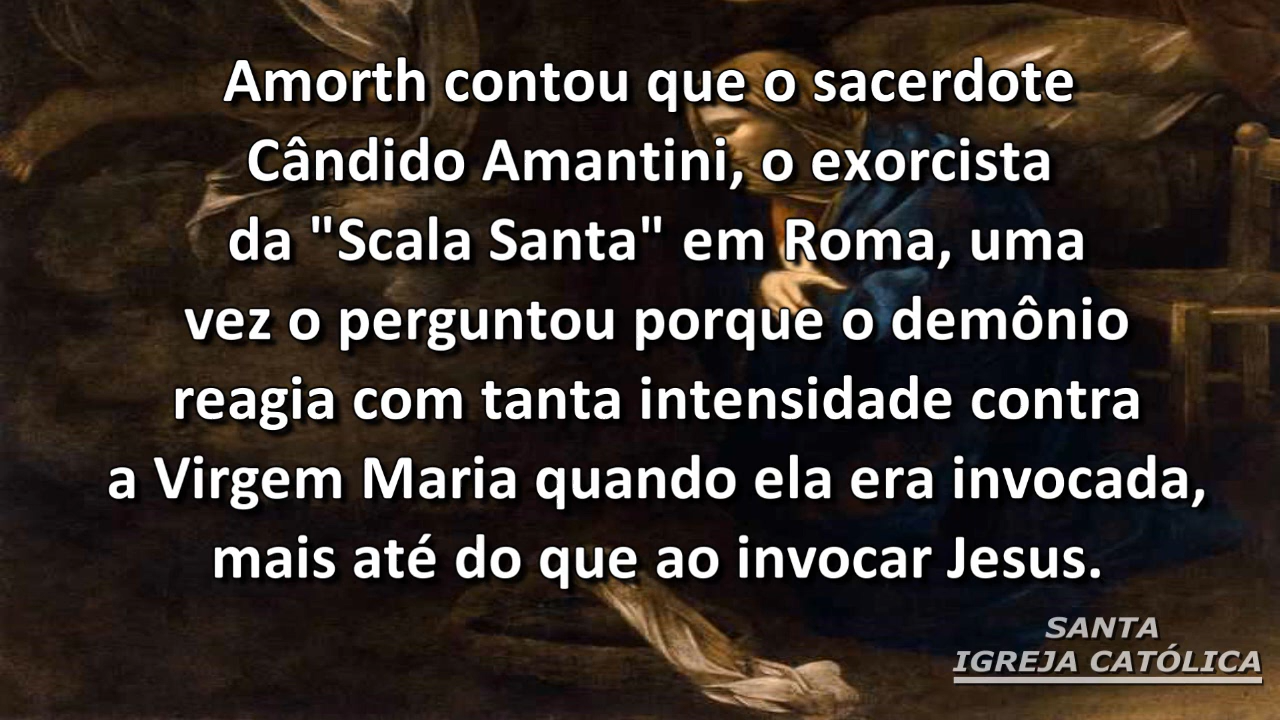 Amorth contou que o sacerdote
Cândido Amantini, o exorcista
da "Scala Santa" em Roma, uma
vez o perguntou porque o demônio
reagia com tanta intensidade contra
a Virgem Maria quando ela era invocada,
mais até do que ao invocar Jesus.
SANTA
IGREJA CATÓLICA